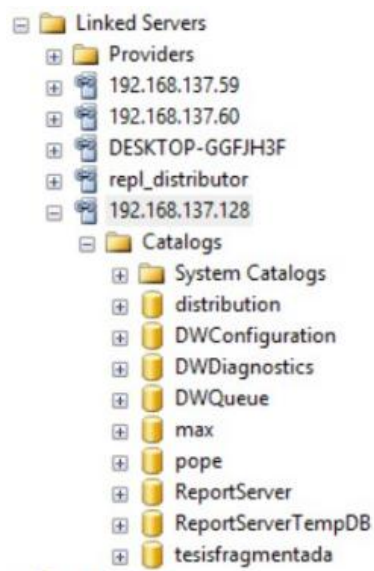 Linked Servers
Providers
192.168.137.59
192.168.137.60
DESKTOP-GGFJH3F
repl_distributor
192.168.137.128
Catalogs
System Catalogs
distribution
DWConfiguration
DWDiagnostics
DWQueue
max
pope
ReportServer
ReportServerTempDB
tesisfragmentada